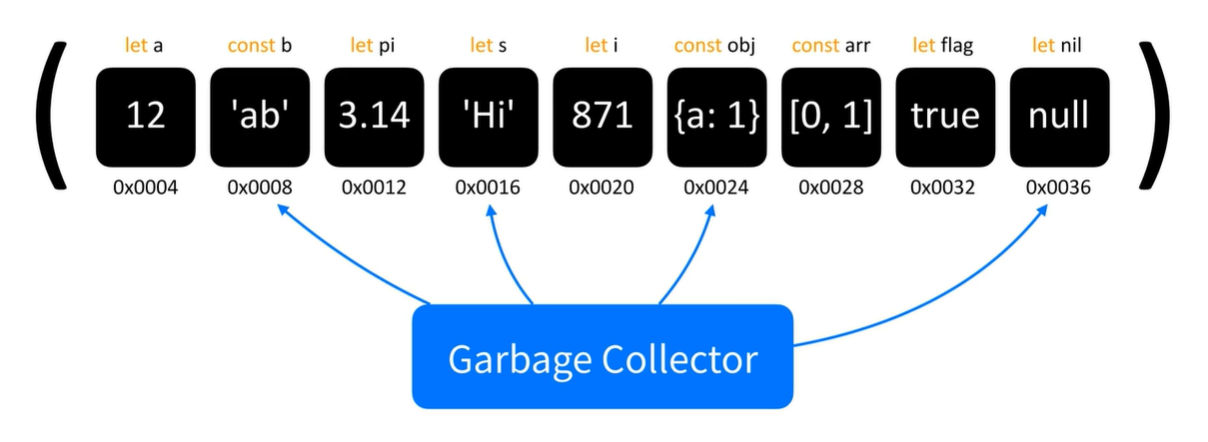 ( let a const b let pi let s let i const obj const arr let flag let nil )
12 'ab' 3.14 'Hi' 871 {a: 1} [0, 1] true null
0x0004 0x0008 0x0012 0x0016 0x0020 0x0024 0x0028 0x0032 0x0036
Garbage Collector